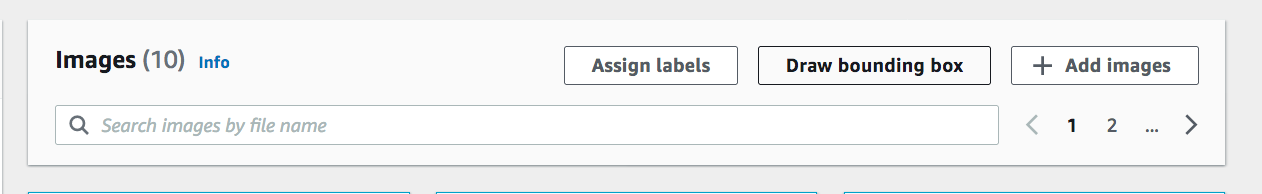 Images (10) Info
Assign labels
Draw bounding box
+ Add images
Search images by file name
< 1 2 ... >